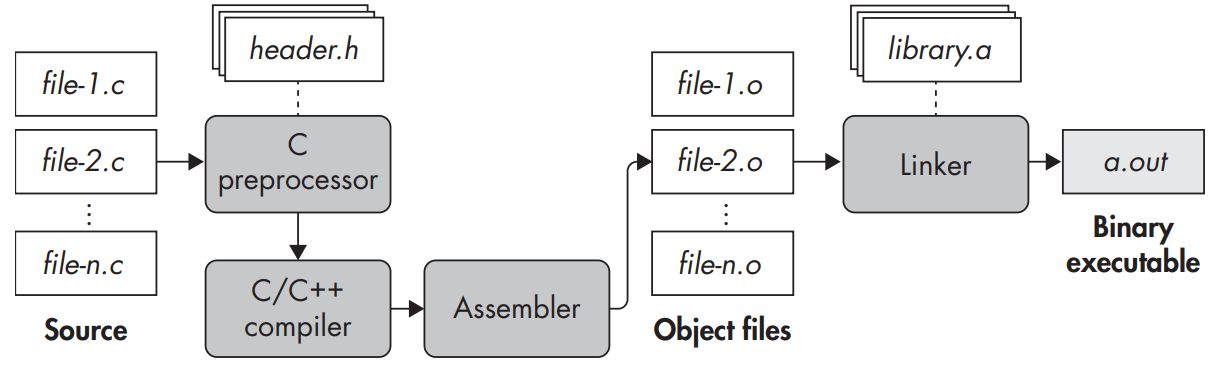 file-1.c
file-2.c
⋮
file-n.c
Source
header.h
C
preprocessor
C/C++
compiler
Assembler
file-1.o
file-2.o
⋮
file-n.o
Object files
library.a
Linker
a.out
Binary
executable